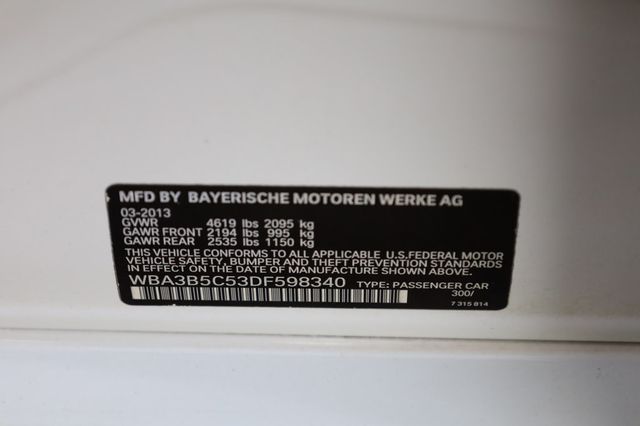 MFD BY BAYERISCHE MOTOREN WERKE AG
03-2013
GVWR 4619 lbs 2095 kg
GAWR FRONT 2194 lbs 995 kg
GAWR REAR 2535 lbs 1150 kg
THIS VEHICLE CONFORMS TO ALL APPLICABLE U.S.FEDERAL MOTOR
VEHICLE SAFETY, BUMPER, AND THEFT PREVENTION STANDARDS
IN EFFECT ON THE DATE OF MANUFACTURE SHOWN ABOVE
WBA3B5C53DF598340 TYPE: PASSENGER CAR
300/
7 315 814